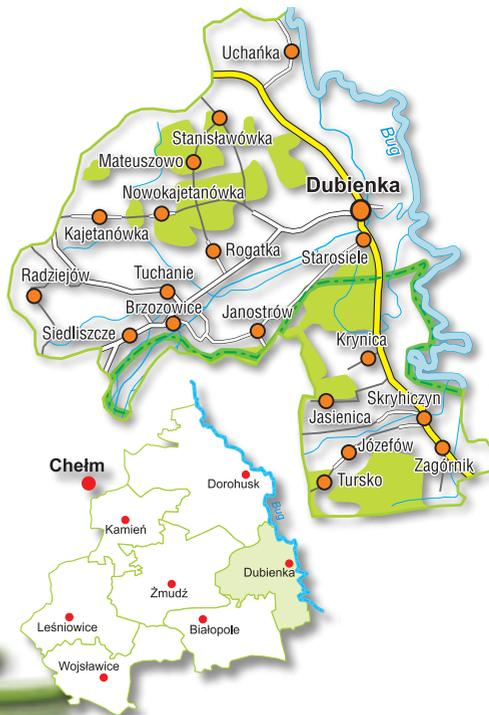 Uchańka
Bug
Stanisławówka
Mateuszowo
Dubienka
Nowokajetanówka
Kajetanówka
Rogatka
Starosiele
Radziejów
Tuchanie
Brzozowice
Janostrów
Siedliszcze
Krynica
Skryhiczyn
Jasienica
Józefów
Zagórnik
Tursko
Chełm
Dorohusk
Bug
Kamień
Dubienka
Żmudź
Leśniowice
Białopole
Wojsławice